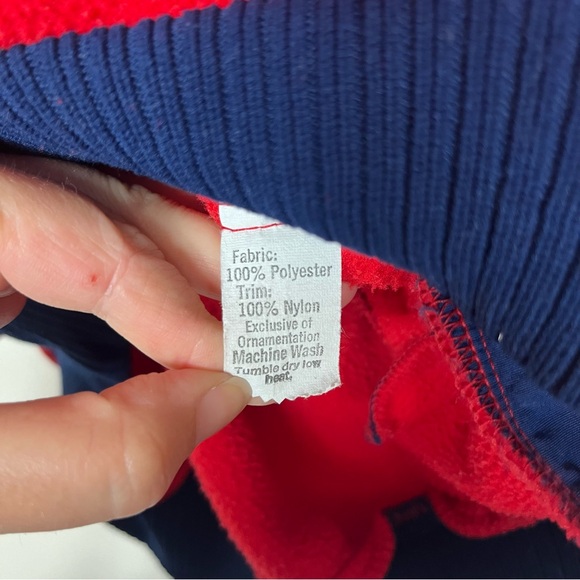 Fabric:
100% Polyester
Trim:
100% Nylon
Exclusive of
Ornamentation
Machine Wash
Tumble dry low
heat.